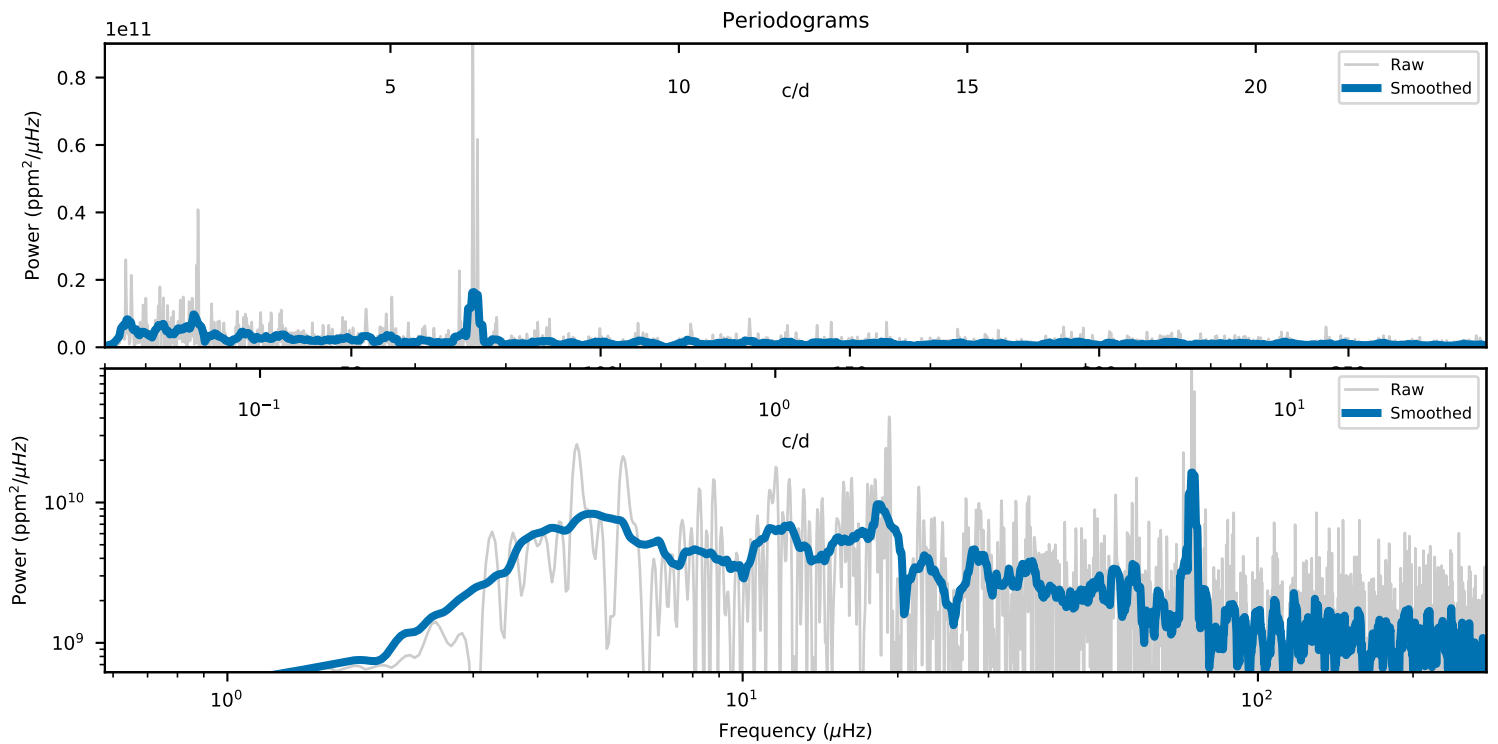 Periodograms
1e11
5 10 15 20
c/d
Raw
Smoothed
0.8
0.6
0.4
0.2
0.0
Power (ppm²/μHz)
10⁻¹ 10⁰ 10¹
c/d
Raw
Smoothed
10¹⁰
10⁹
Power (ppm²/μHz)
10⁰ 10¹ 10²
Frequency (μHz)